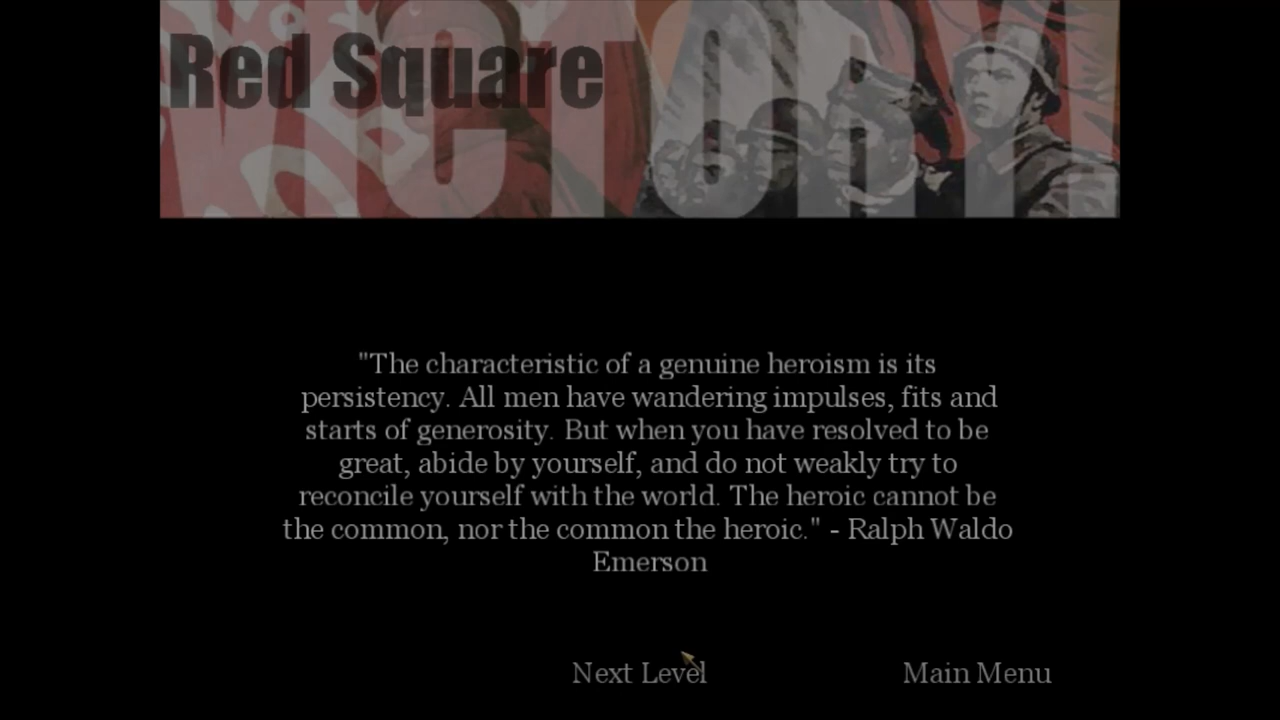 VICTORY
Red Square
"The characteristic of a genuine heroism is its
persistency. All men have wandering impulses, fits and
starts of generosity. But when you have resolved to be
great, abide by yourself, and do not weakly try to
reconcile yourself with the world. The heroic cannot be
the common, nor the common the heroic." - Ralph Waldo
Emerson
Next Level
Main Menu